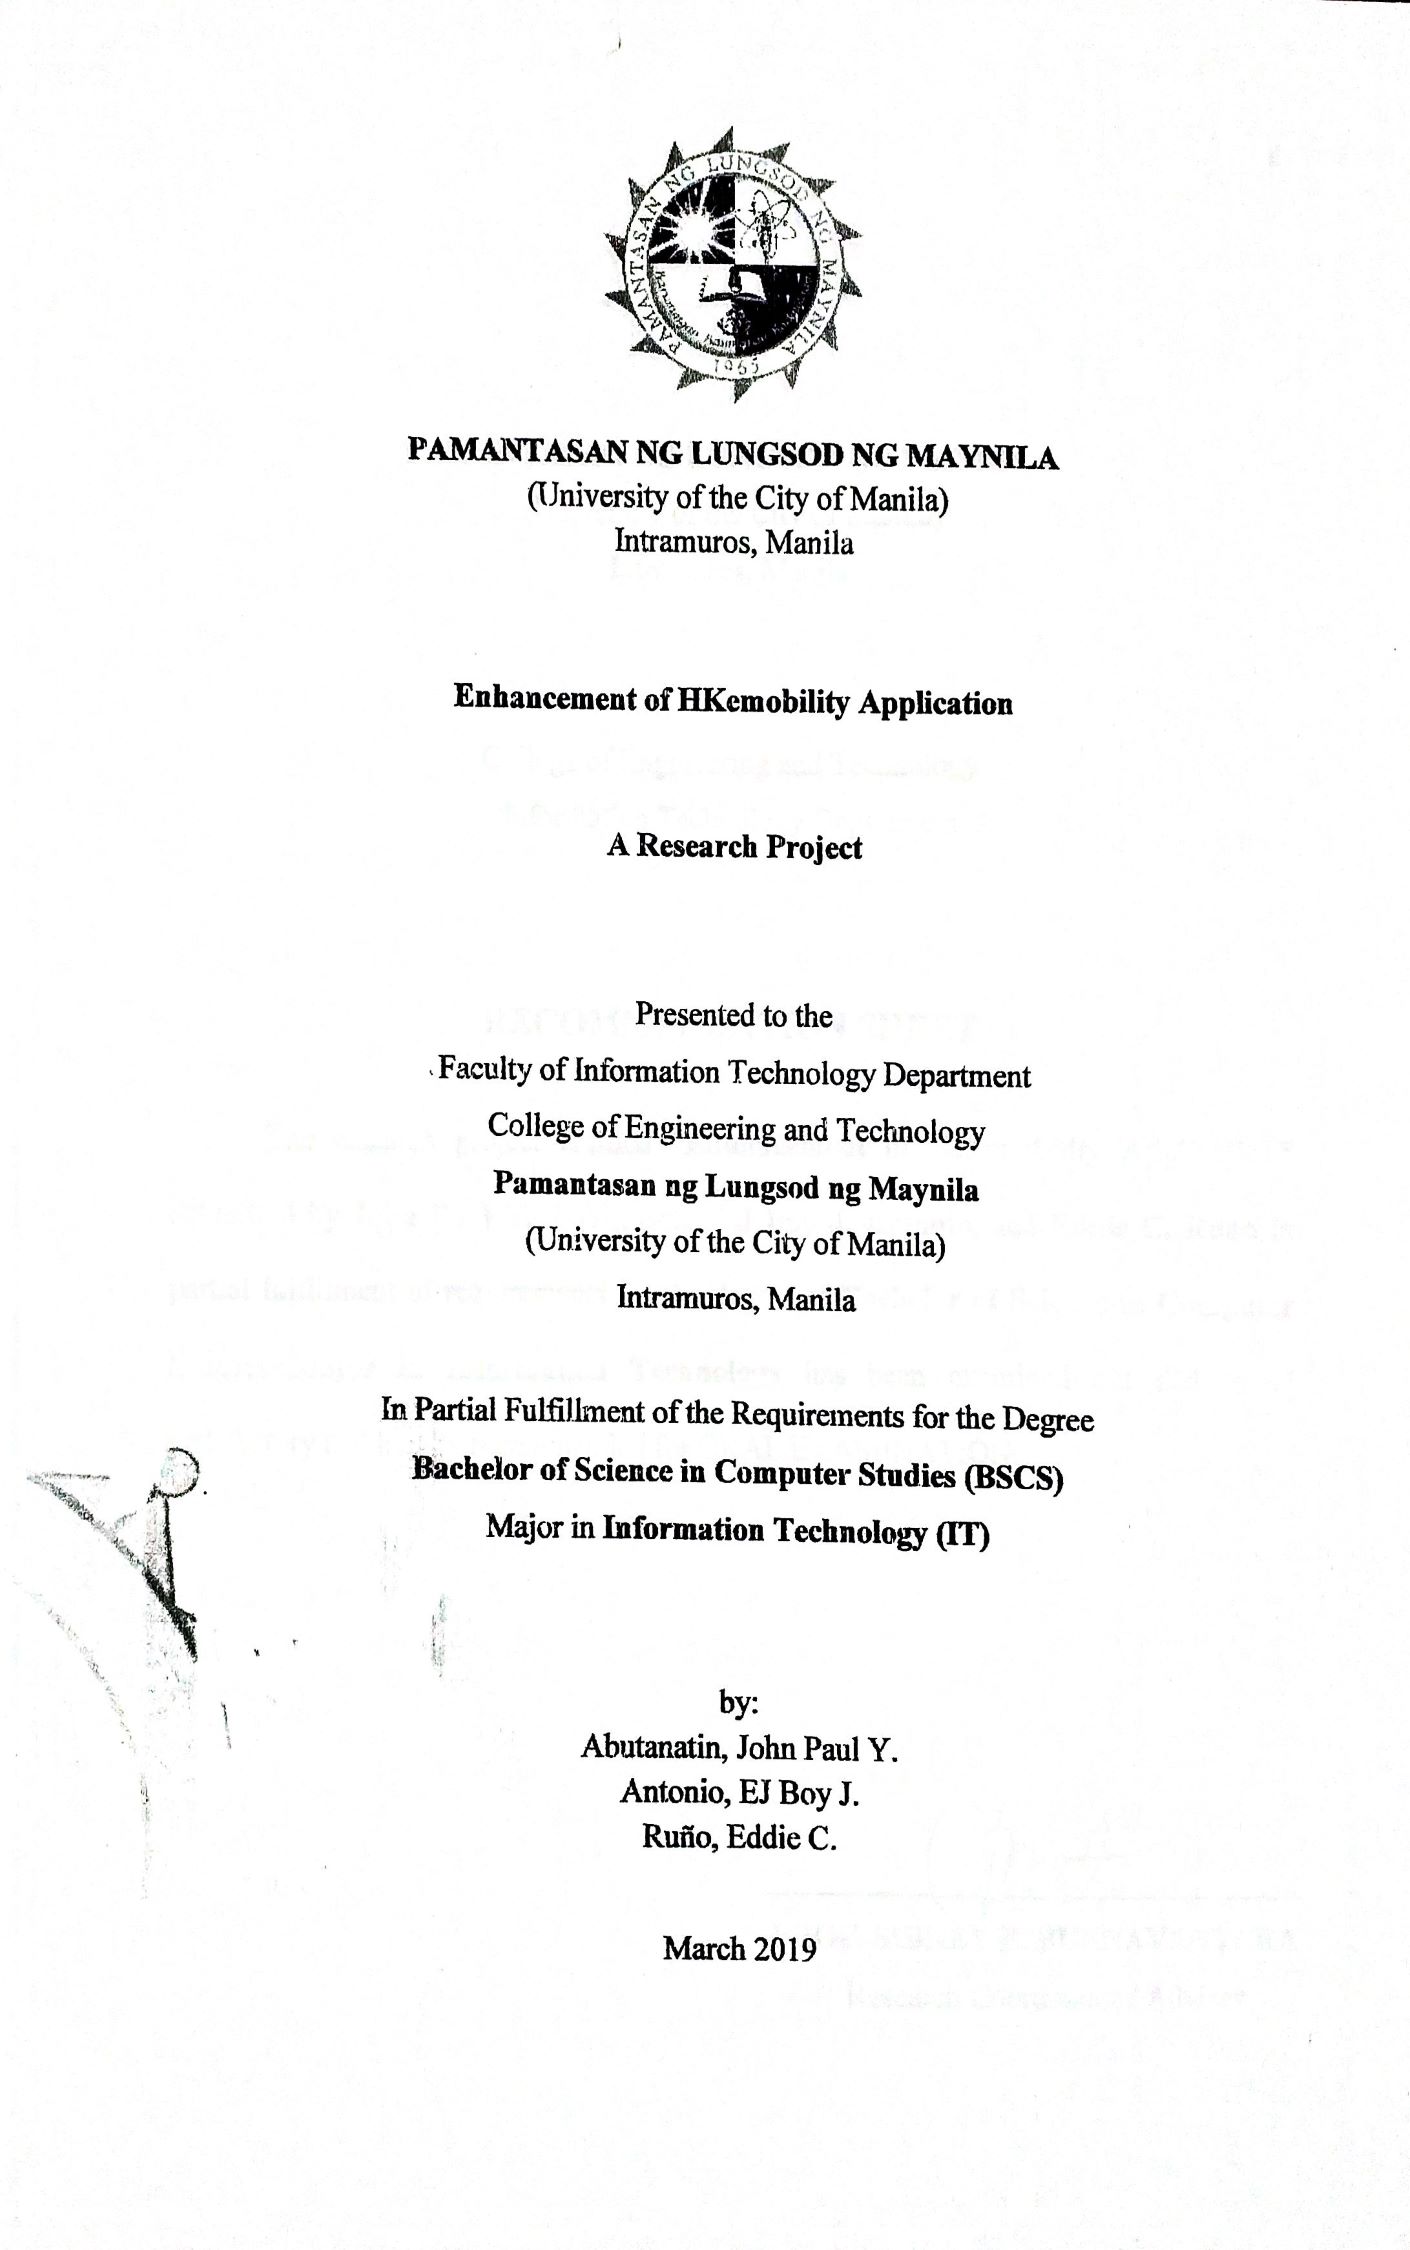 PAMANTASAN NG LUNGSOD NG MAYNILA
1965
PAMANTASAN NG LUNGSOD NG MAYNILA
(University of the City of Manila)
Intramuros, Manila
Enhancement of HKemobility Application
A Research Project
Presented to the
Faculty of Information Technology Department
College of Engineering and Technology
Pamantasan ng Lungsod ng Maynila
(University of the City of Manila)
Intramuros, Manila
In Partial Fulfillment of the Requirements for the Degree
Bachelor of Science in Computer Studies (BSCS)
Major in Information Technology (IT)
by:
Abutanatin, John Paul Y.
Antonio, EJ Boy J.
Ruño, Eddie C.
March 2019